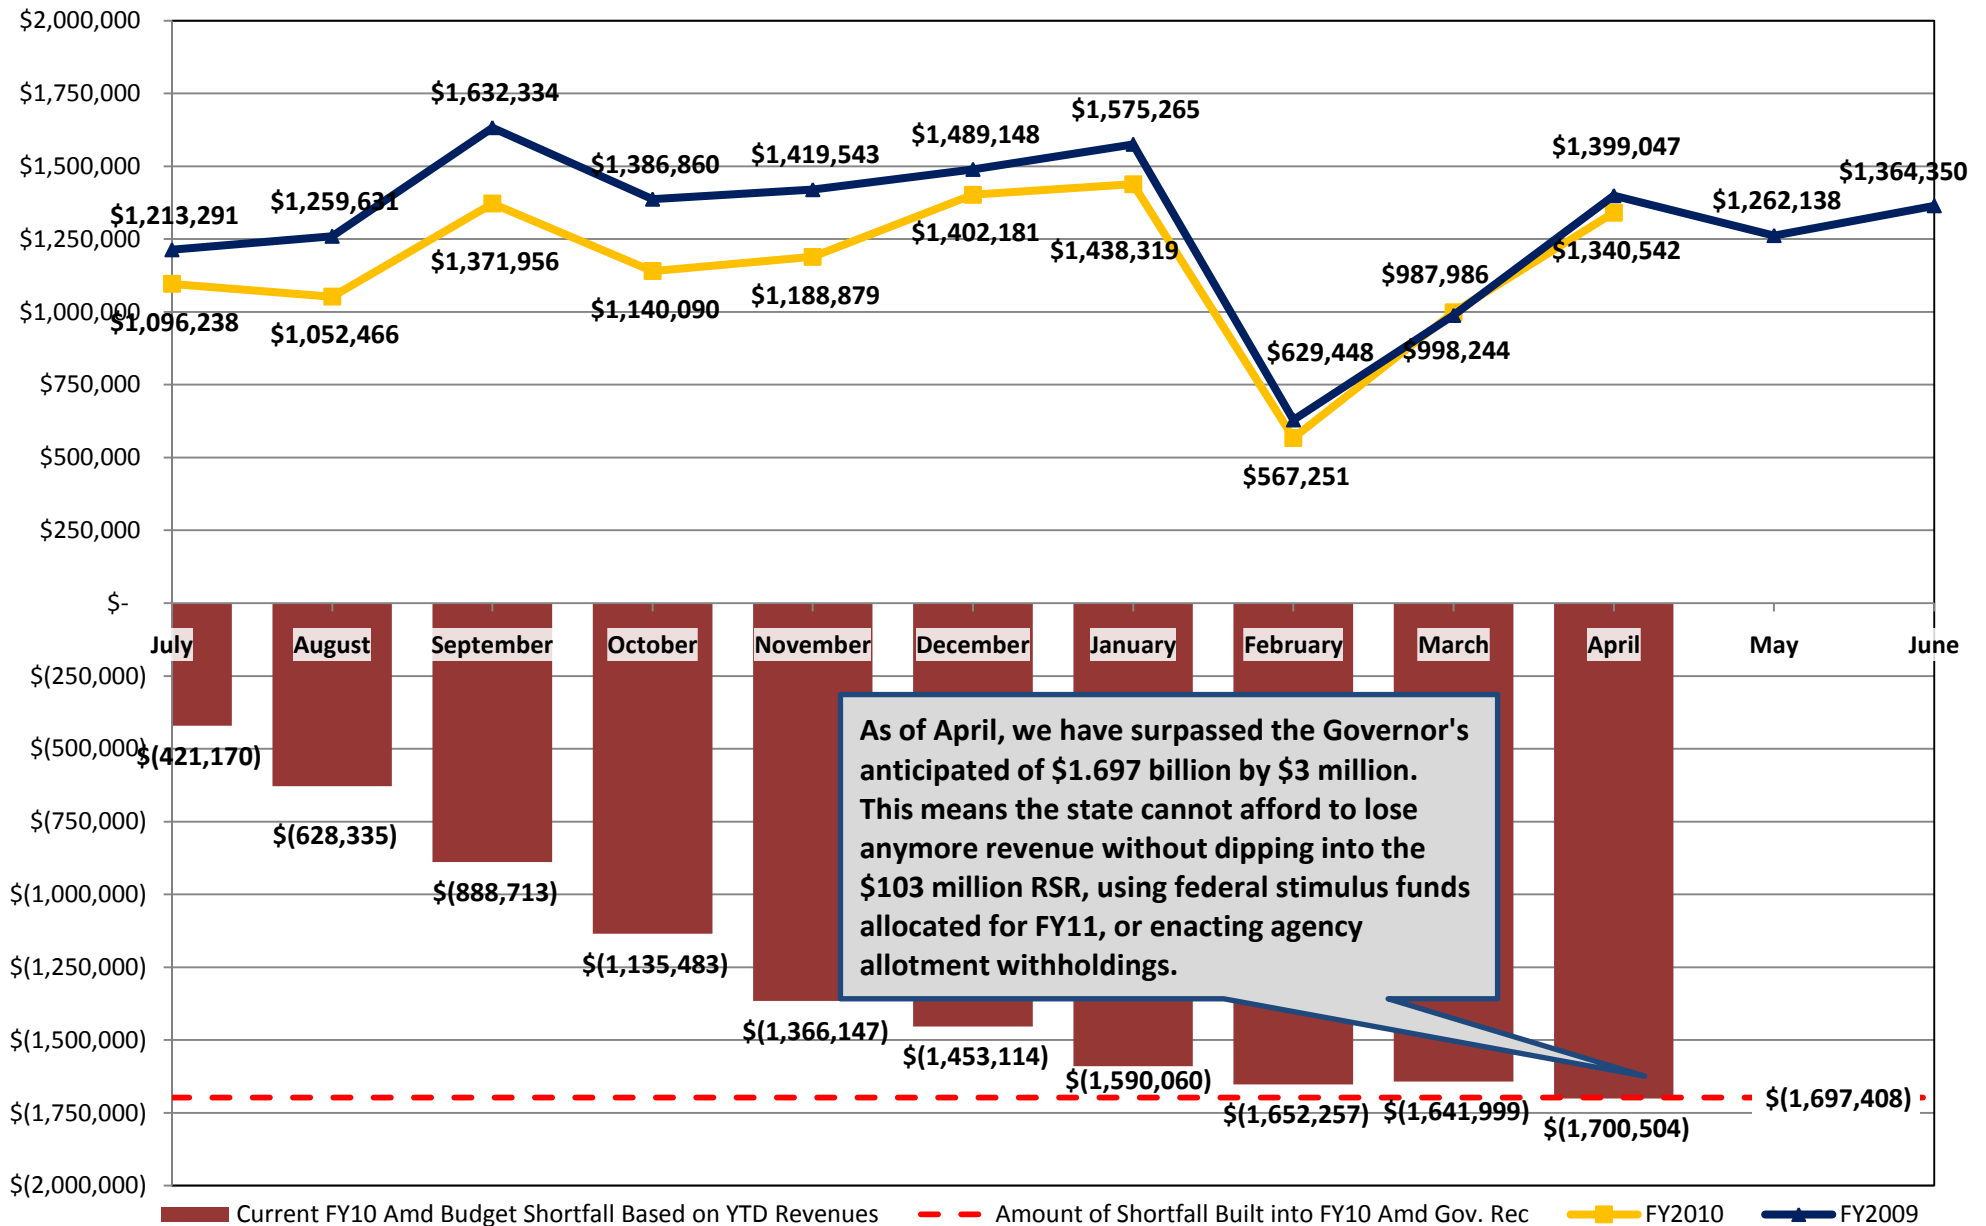 $2,000,000
$1,750,000
$1,500,000
$1,250,000
$1,000,000
$750,000
$500,000
$250,000
$-
$(250,000)
$(500,000)
$(750,000)
$(1,000,000)
$(1,250,000)
$(1,500,000)
$(1,750,000)
$(2,000,000)
$1,213,291
$1,259,631
$1,632,334
$1,386,860
$1,419,543
$1,489,148
$1,575,265
$629,448
$987,986
$1,399,047
$1,262,138
$1,364,350
$1,096,238
$1,052,466
$1,371,956
$1,140,090
$1,188,879
$1,402,181
$1,438,319
$567,251
$998,244
$1,340,542
July
August
September
October
November
December
January
February
March
April
May
June
$(421,170)
$(628,335)
$(888,713)
$(1,135,483)
$(1,366,147)
$(1,453,114)
$(1,590,060)
$(1,652,257)
$(1,641,999)
$(1,700,504)
$(1,697,408)
As of April, we have surpassed the Governor's
anticipated of $1.697 billion by $3 million.
This means the state cannot afford to lose
anymore revenue without dipping into the
$103 million RSR, using federal stimulus funds
allocated for FY11, or enacting agency
allotment withholdings.
Current FY10 Amd Budget Shortfall Based on YTD Revenues
Amount of Shortfall Built into FY10 Amd Gov. Rec
FY2010
FY2009